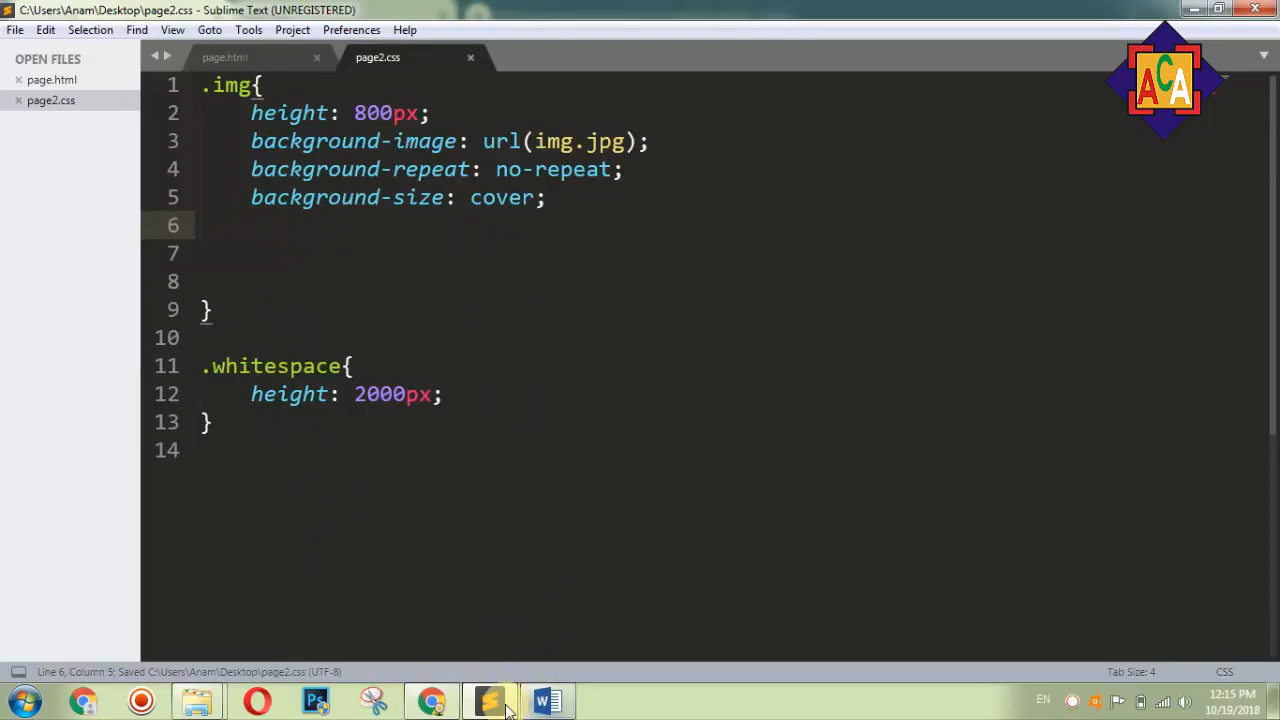 C:\Users\Anam\Desktop\page2.css - Sublime Text (UNREGISTERED)
File Edit Selection Find View Goto Tools Project Preferences Help
OPEN FILES
page.html
page2.css
page.html
page2.css
ACA
1 .img{
2 height: 800px;
3 background-image: url(img.jpg);
4 background-repeat: no-repeat;
5 background-size: cover;
6
7
8
9 }
10
11 .whitespace{
12 height: 2000px;
13 }
14
Line 6, Column 5; Saved C:\Users\Anam\Desktop\page2.css (UTF-8)
Tab Size: 4
CSS
Ps
W
EN
12:15 PM
10/19/2018